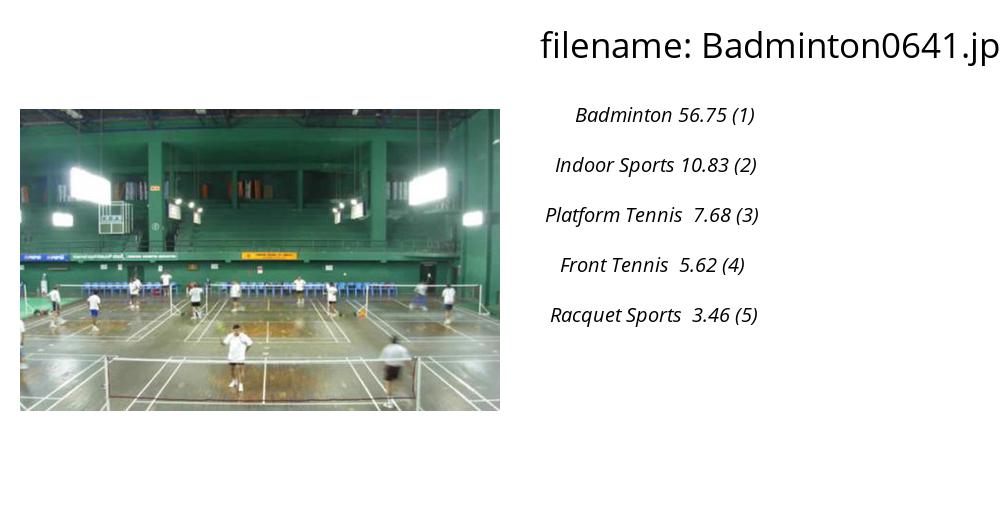 filename: Badminton0641.jp
Badminton 56.75 (1)
Indoor Sports 10.83 (2)
Platform Tennis 7.68 (3)
Front Tennis 5.62 (4)
Racquet Sports 3.46 (5)